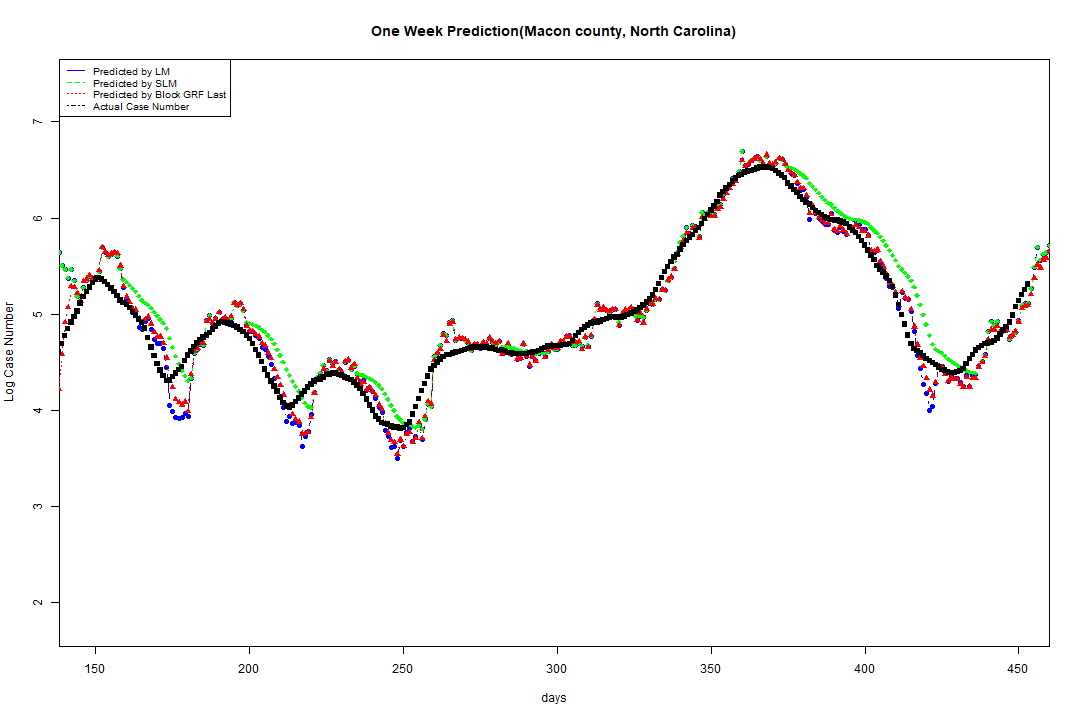 One Week Prediction(Macon county, North Carolina)
Predicted by LM
Predicted by SLM
Predicted by Block GRF Last
Actual Case Number
Log Case Number
7
6
5
4
3
2
150 200 250 300 350 400 450
days